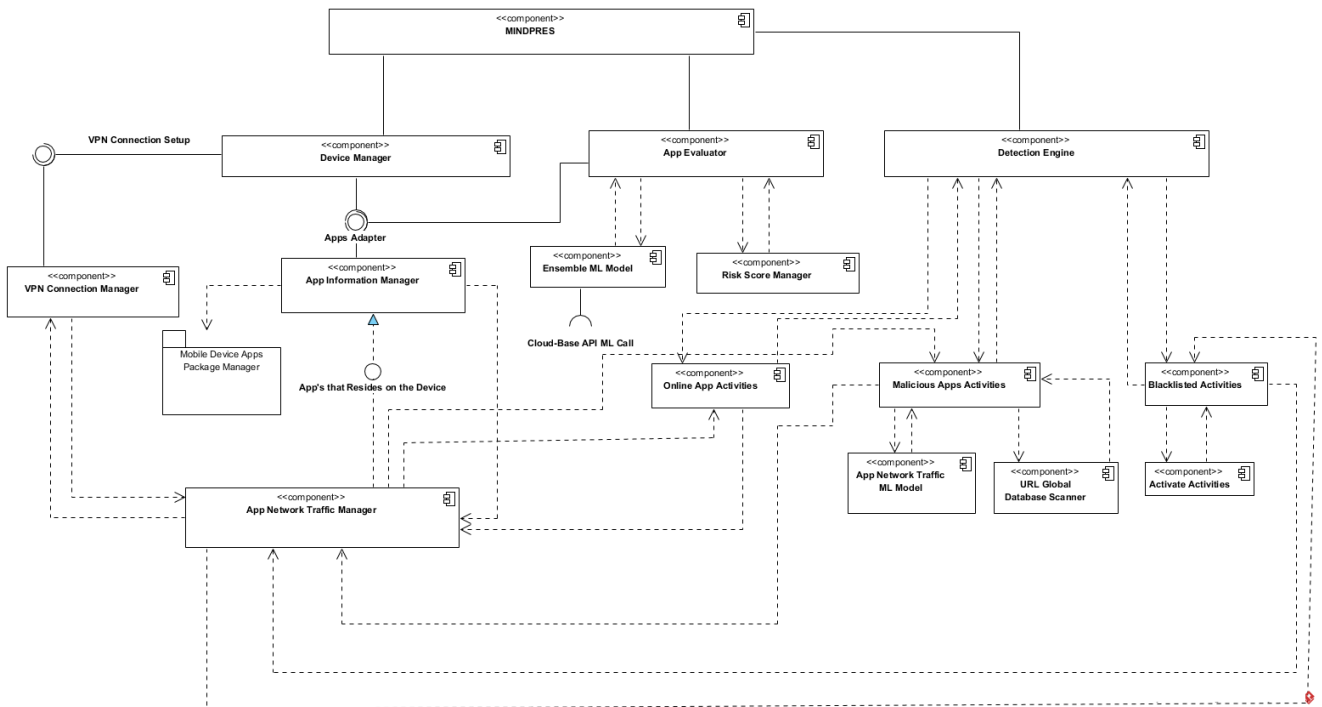 <<component>>
MINDPRES
VPN Connection Setup
<<component>>
Device Manager
<<component>>
App Evaluator
<<component>>
Detection Engine
Apps Adapter
<<component>>
VPN Connection Manager
<<component>>
App Information Manager
<<component>>
Ensemble ML Model
<<component>>
Risk Score Manager
Cloud-Base API ML Call
Mobile Device Apps
Package Manager
App's that Resides on the Device
<<component>>
Online App Activities
<<component>>
Malicious Apps Activities
<<component>>
Blacklisted Activities
<<component>>
App Network Traffic
ML Model
<<component>>
URL Global
Database Scanner
<<component>>
Activate Activities
<<component>>
App Network Traffic Manager